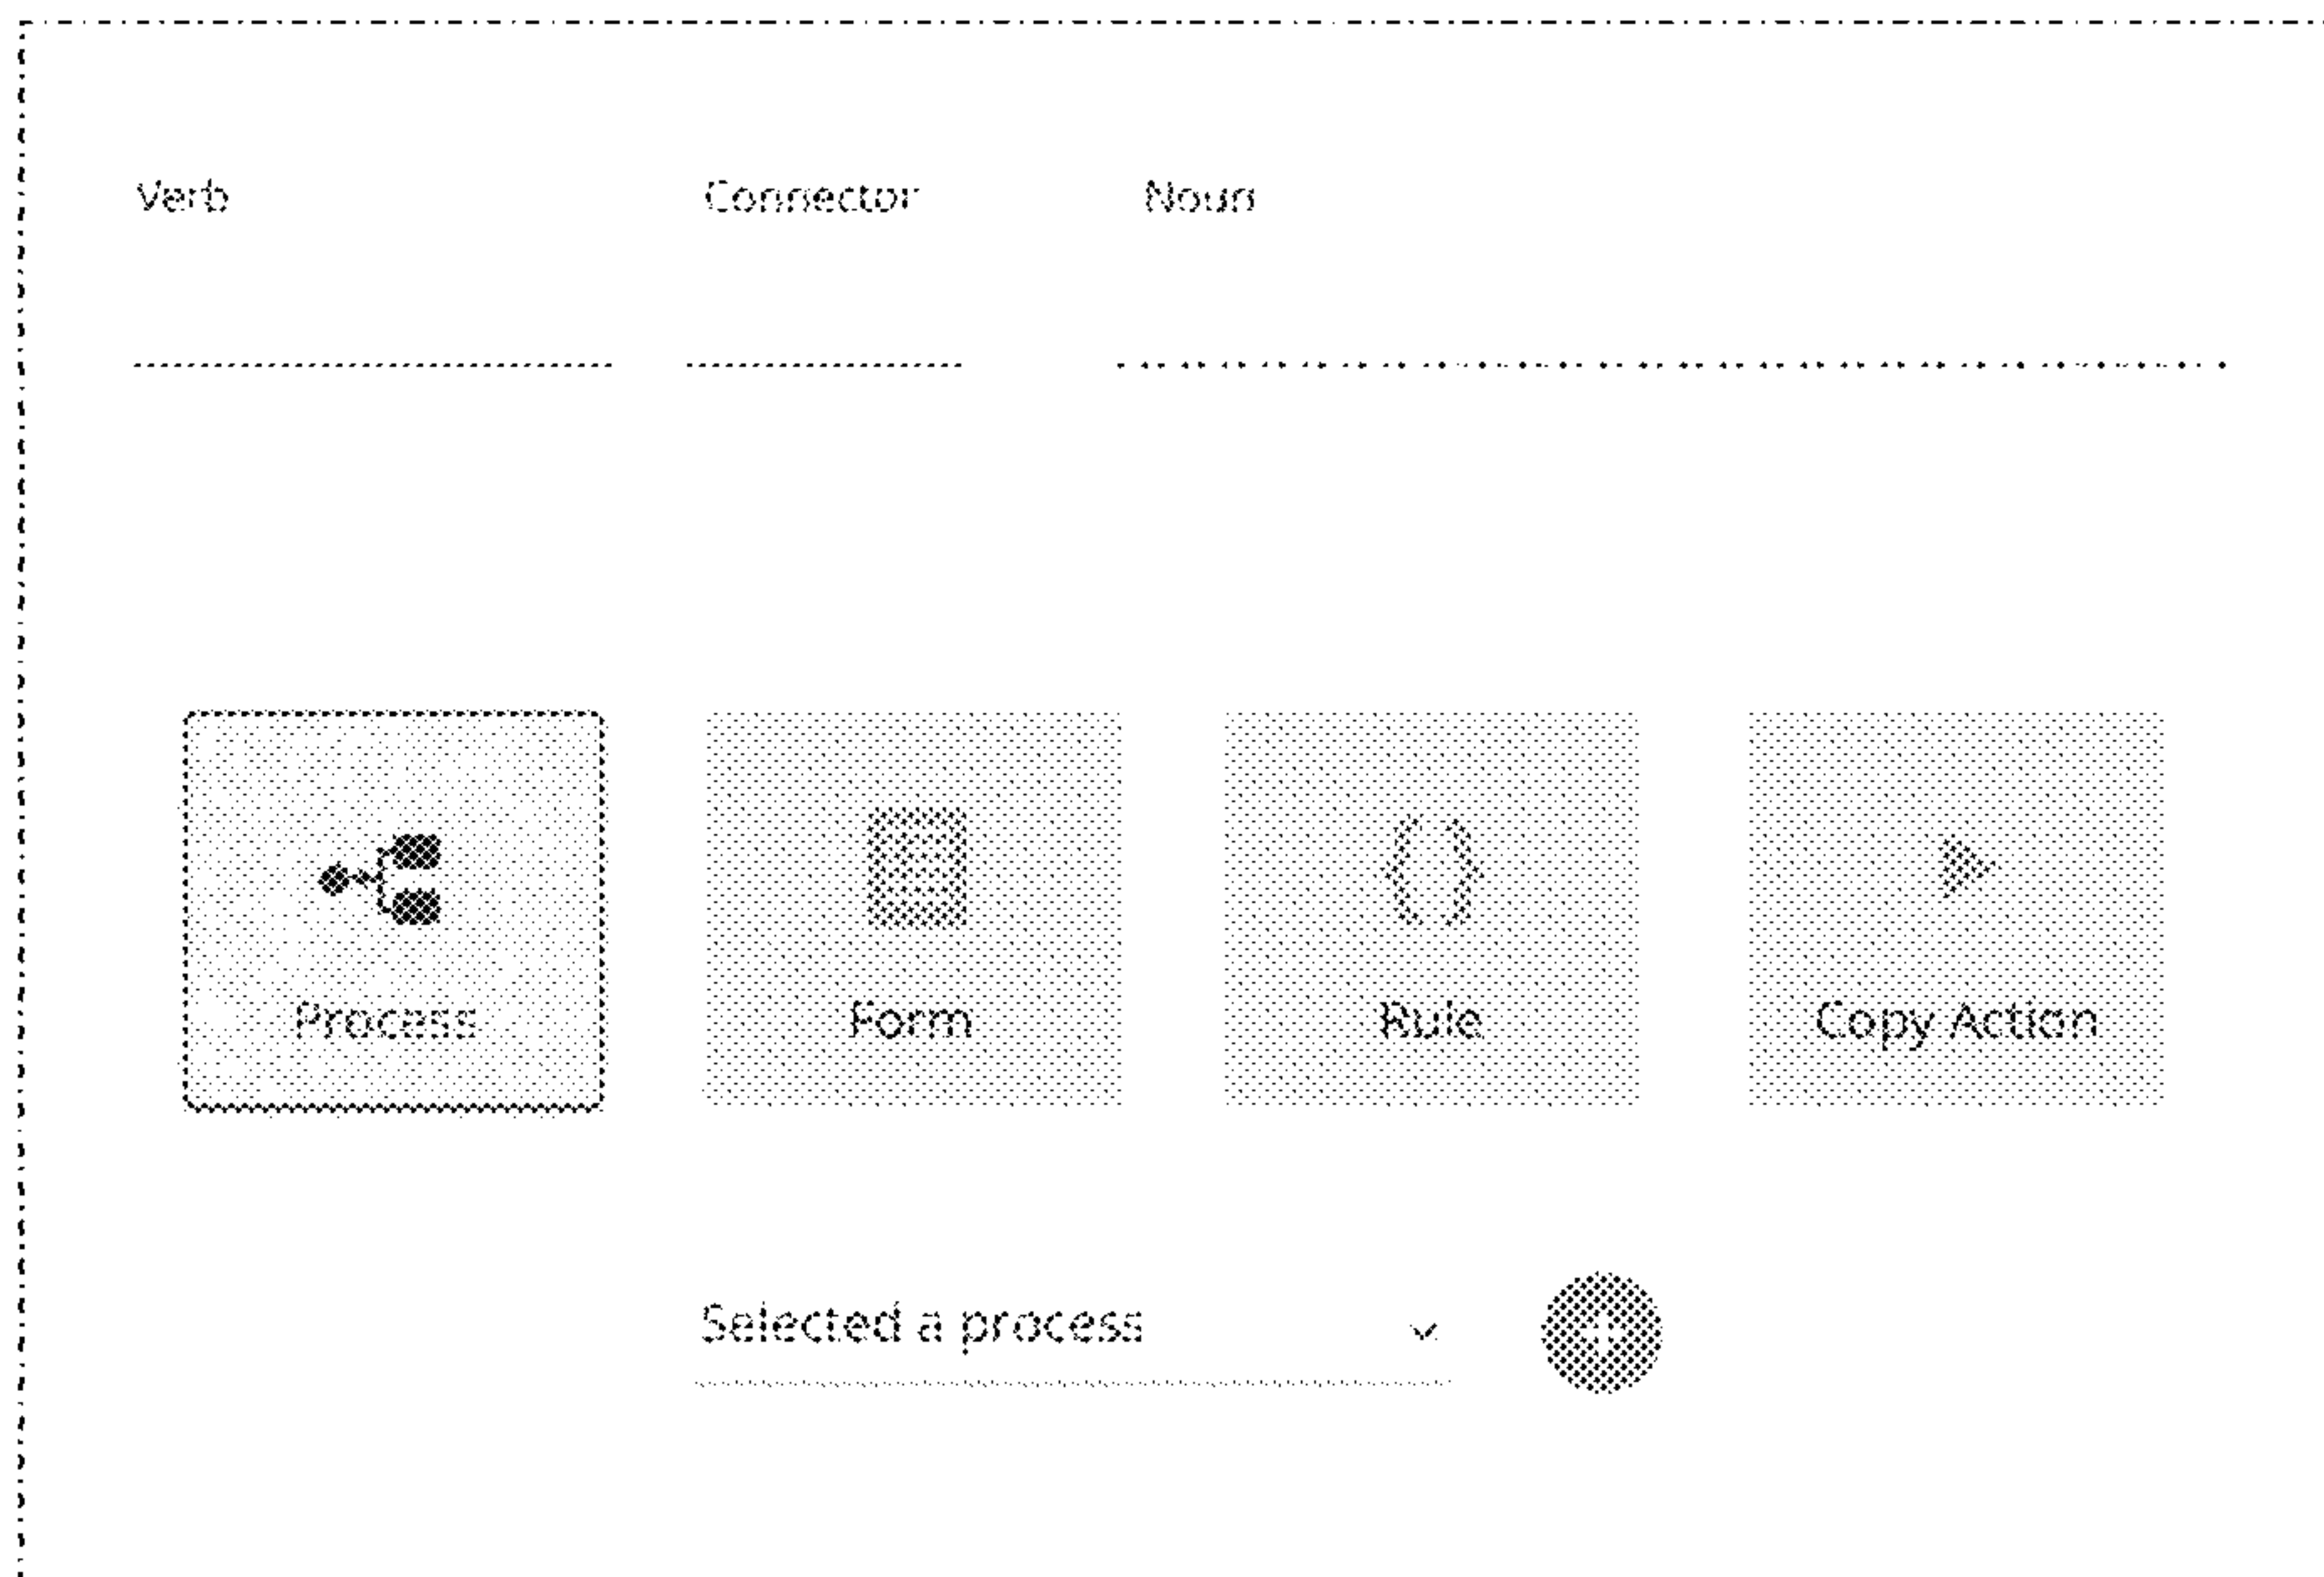 Verb Connector Noun
Process Form Rule Copy Action
Selected a process